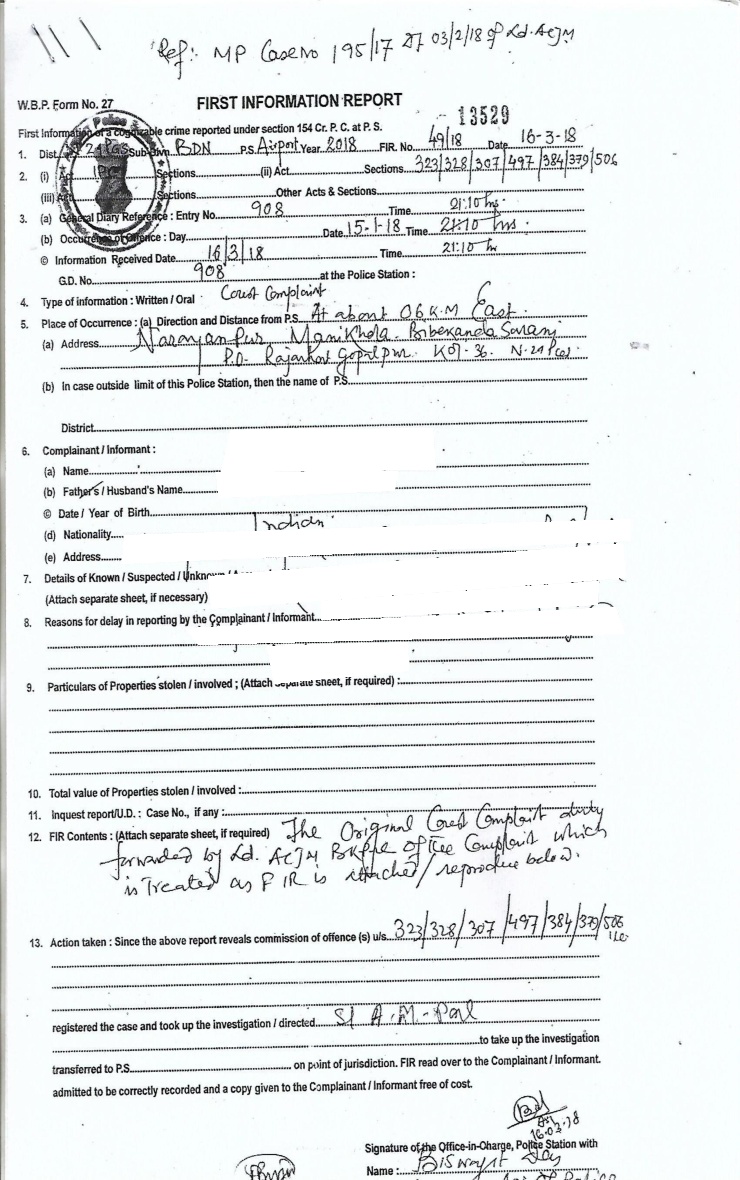 Ref:- MP Case no 195/17 dt 03/2/18 of Ld. ACJM
W.B.P. Form No. 27
FIRST INFORMATION REPORT
13529
First Information of a cognizable crime reported under section 154 Cr. P. C. at P. S.
1. Dist. 24 PGS Sub-Divn. BDN P.S. Airport Year 2018 FIR. No. 49/18 Date 16-3-18
2. (i) Act IPC Sections (ii) Act Sections 323/328/307/497/384/379/506
(iii) Act Sections Other Acts & Sections
3. (a) General Diary Reference : Entry No. 908 Time 21:10 hrs.
(b) Occurrence of Offence : Day Date 15-1-18 Time 21:10 hrs.
© Information Received Date 16/3/18 Time 21:10 hr
G.D. No. 908 at the Police Station :
4. Type of information : Written / Oral Court Complaint
5. Place of Occurrence : (a) Direction and Distance from P.S. At about 06 K.M East.
(a) Address Narayanpur Manikhola Bibekananda Sarani
P.O- Rajarhat Gopalpur Kol-36. N-24 Pgs.
(b) In case outside limit of this Police Station, then the name of P.S.
District
6. Complainant / Informant :
(a) Name
(b) Father's / Husband's Name
© Date / Year of Birth
(d) Nationality Indian
(e) Address
7. Details of Known / Suspected / Unknown
(Attach separate sheet, if necessary)
8. Reasons for delay in reporting by the Complainant / Informant
9. Particulars of Properties stolen / involved ; (Attach separate sheet, if required) :
10. Total value of Properties stolen / involved :
11. Inquest report/U.D. : Case No., if any :
12. FIR Contents : (Attach separate sheet, if required) The Original Court Complaint duly
forwarded by Ld. ACJM BKP of the Complaint which
is Treated as FIR is attached / reproduce below.
13. Action taken : Since the above report reveals commission of offence (s) u/s. 323/328/307/497/384/379/506
registered the case and took up the investigation / directed SI A.M. Pal
to take up the investigation
transferred to P.S. on point of jurisdiction. FIR read over to the Complainant / Informant.
admitted to be correctly recorded and a copy given to the Complainant / Informant free of cost.
16-03-18
Signature of the Office-in-Charge, Police Station with
Name : Biswajit Dey
of Police